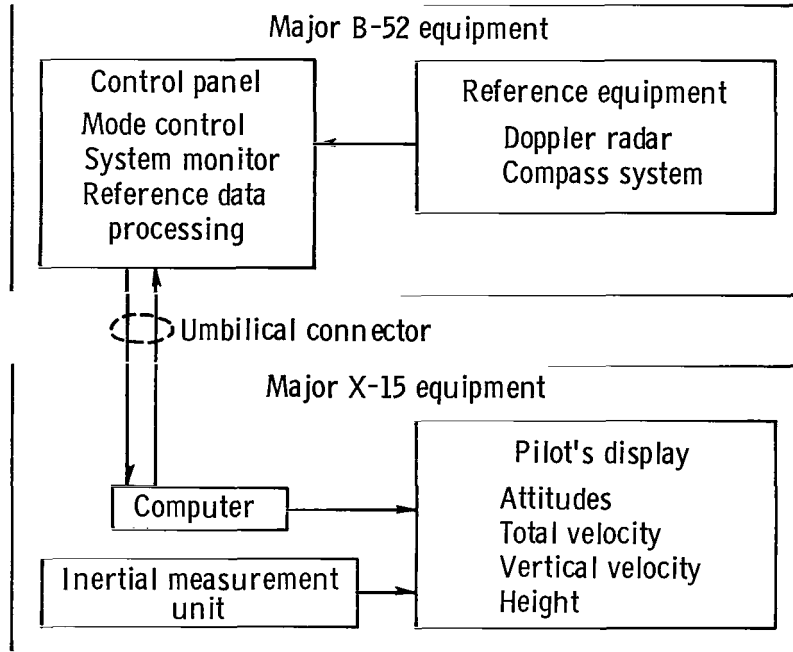 Major B-52 equipment
Control panel
Mode control
System monitor
Reference data
processing
Reference equipment
Doppler radar
Compass system
Umbilical connector
Major X-15 equipment
Computer
Inertial measurement
unit
Pilot's display
Attitudes
Total velocity
Vertical velocity
Height